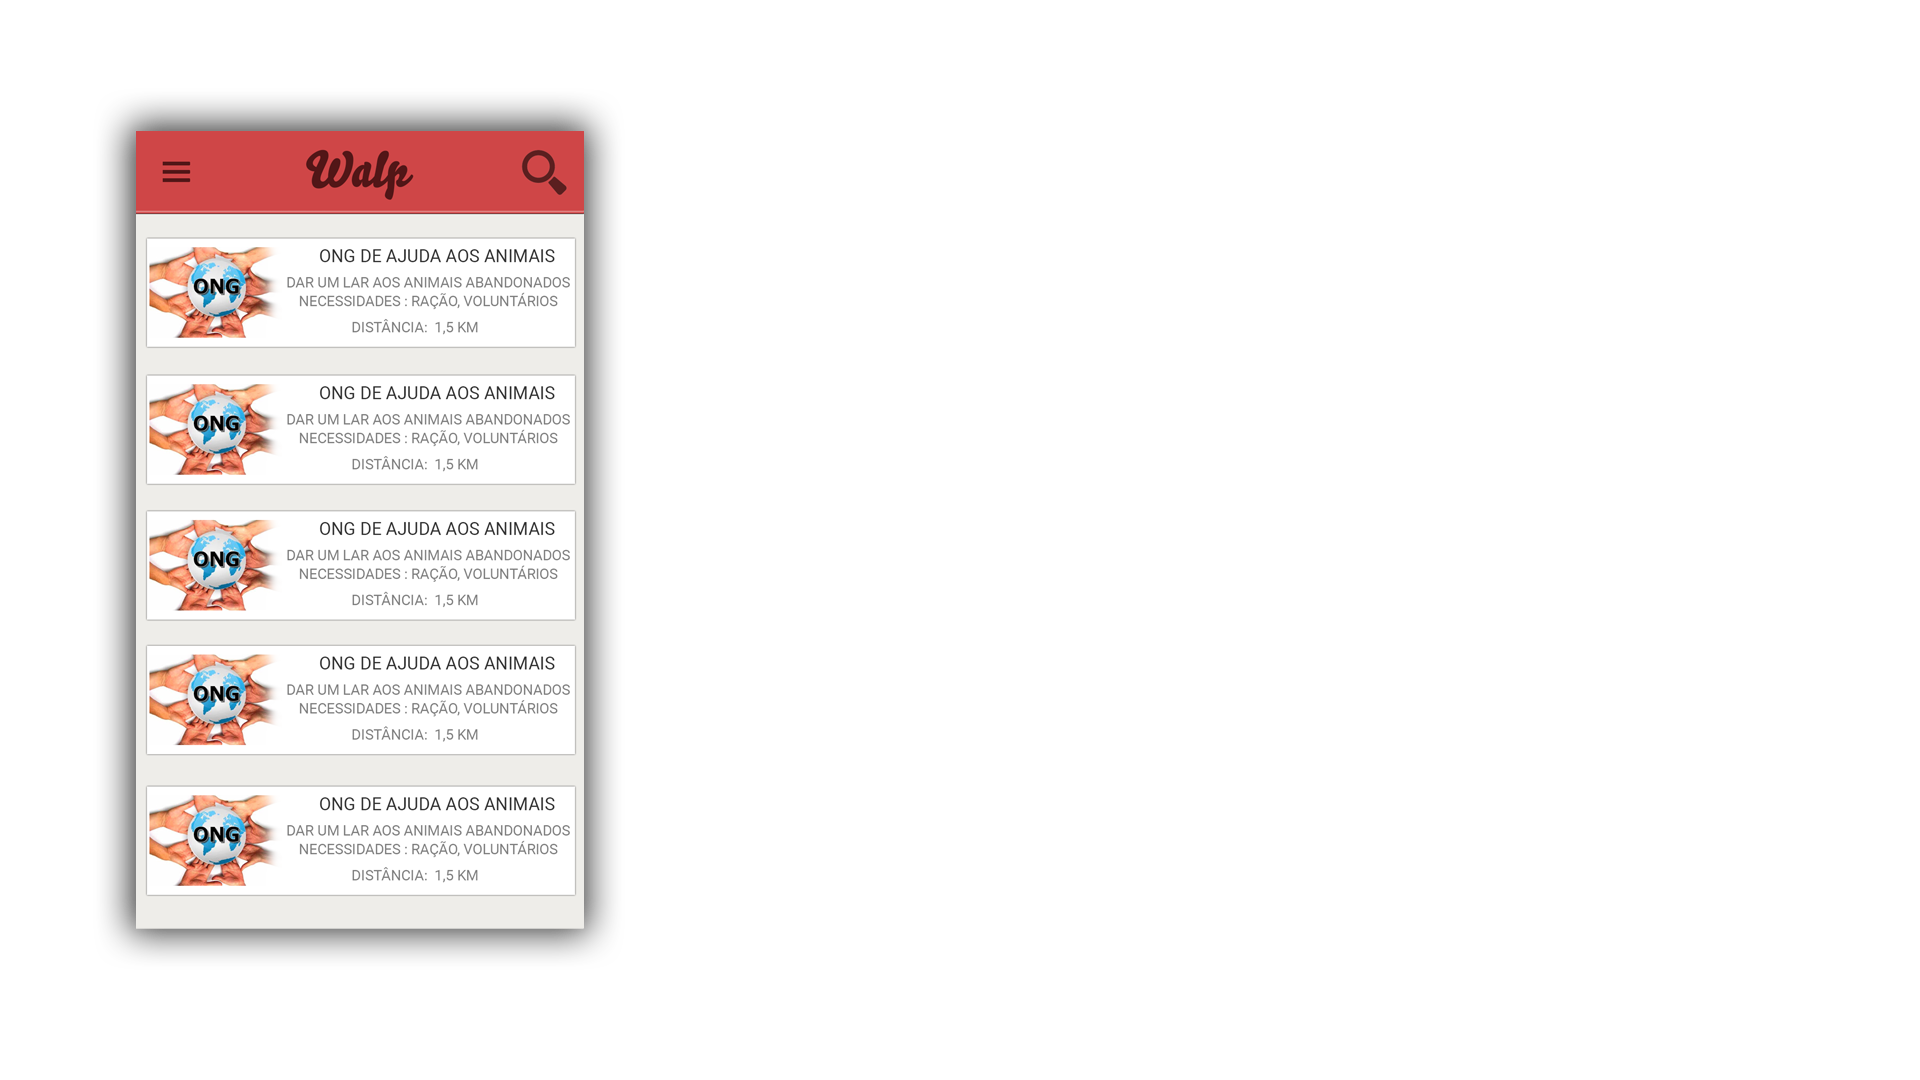 Walp
ONG
ONG DE AJUDA AOS ANIMAIS
DAR UM LAR AOS ANIMAIS ABANDONADOS
NECESSIDADES : RAÇÃO, VOLUNTÁRIOS
DISTÂNCIA: 1,5 KM
ONG
ONG DE AJUDA AOS ANIMAIS
DAR UM LAR AOS ANIMAIS ABANDONADOS
NECESSIDADES : RAÇÃO, VOLUNTÁRIOS
DISTÂNCIA: 1,5 KM
ONG
ONG DE AJUDA AOS ANIMAIS
DAR UM LAR AOS ANIMAIS ABANDONADOS
NECESSIDADES : RAÇÃO, VOLUNTÁRIOS
DISTÂNCIA: 1,5 KM
ONG
ONG DE AJUDA AOS ANIMAIS
DAR UM LAR AOS ANIMAIS ABANDONADOS
NECESSIDADES : RAÇÃO, VOLUNTÁRIOS
DISTÂNCIA: 1,5 KM
ONG
ONG DE AJUDA AOS ANIMAIS
DAR UM LAR AOS ANIMAIS ABANDONADOS
NECESSIDADES : RAÇÃO, VOLUNTÁRIOS
DISTÂNCIA: 1,5 KM